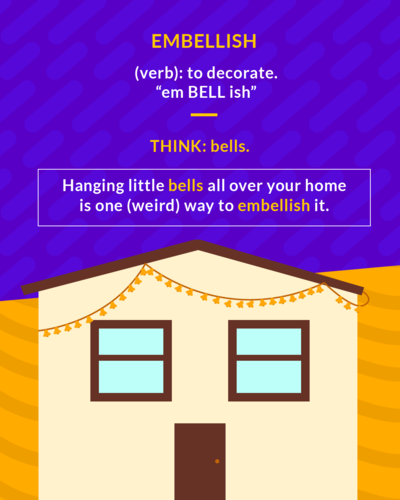 EMBELLISH
(verb): to decorate.
“em BELL ish”
THINK: bells.
Hanging little bells all over your home
is one (weird) way to embellish it.